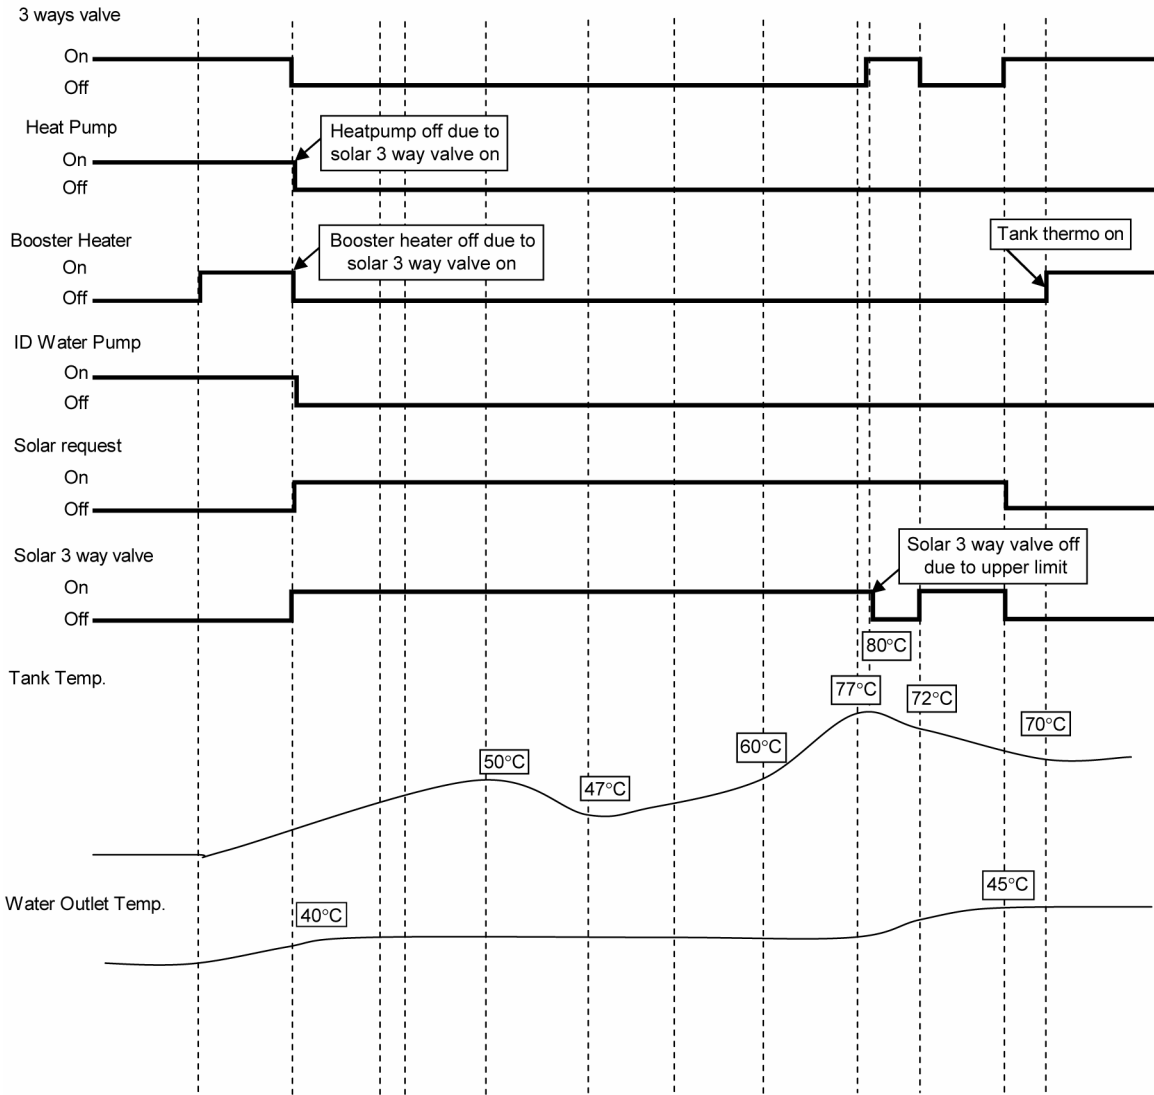 3 ways valve
On
Off
Heat Pump
On
Off
Heatpump off due to
solar 3 way valve on
Booster Heater
On
Off
Booster heater off due to
solar 3 way valve on
Tank thermo on
ID Water Pump
On
Off
Solar request
On
Off
Solar 3 way valve
On
Off
Solar 3 way valve off
due to upper limit
Tank Temp.
80°C
77°C
72°C
70°C
60°C
50°C
47°C
Water Outlet Temp.
40°C
45°C